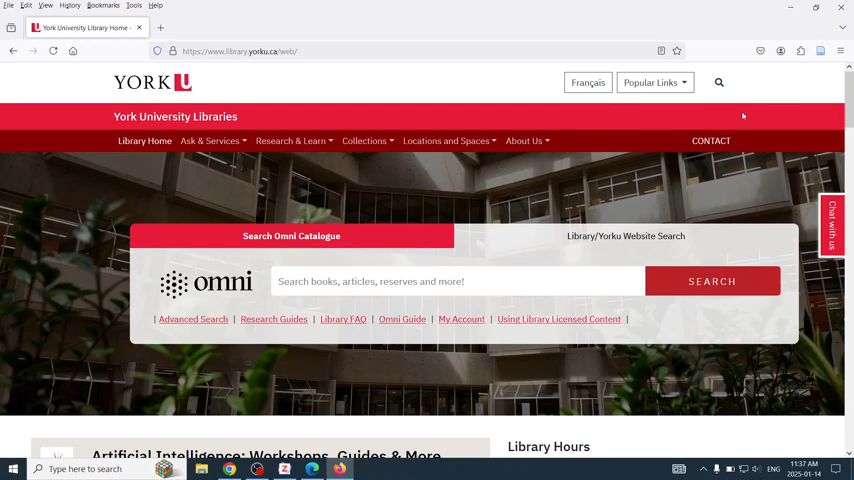 File Edit View History Bookmarks Tools Help
York University Library Home -
https://www.library.yorku.ca/web/
YORK U
Français
Popular Links
York University Libraries
Library Home
Ask & Services
Research & Learn
Collections
Locations and Spaces
About Us
CONTACT
Search Omni Catalogue
Library/Yorku Website Search
Chat with us
omni
Search books, articles, reserves and more!
SEARCH
| Advanced Search | Research Guides | Library FAQ | Omni Guide | My Account | Using Library Licensed Content |
Artificial Intelligence: Workshops, Guides & More
Library Hours
Type here to search
ENG
11:37 AM
2025-01-14